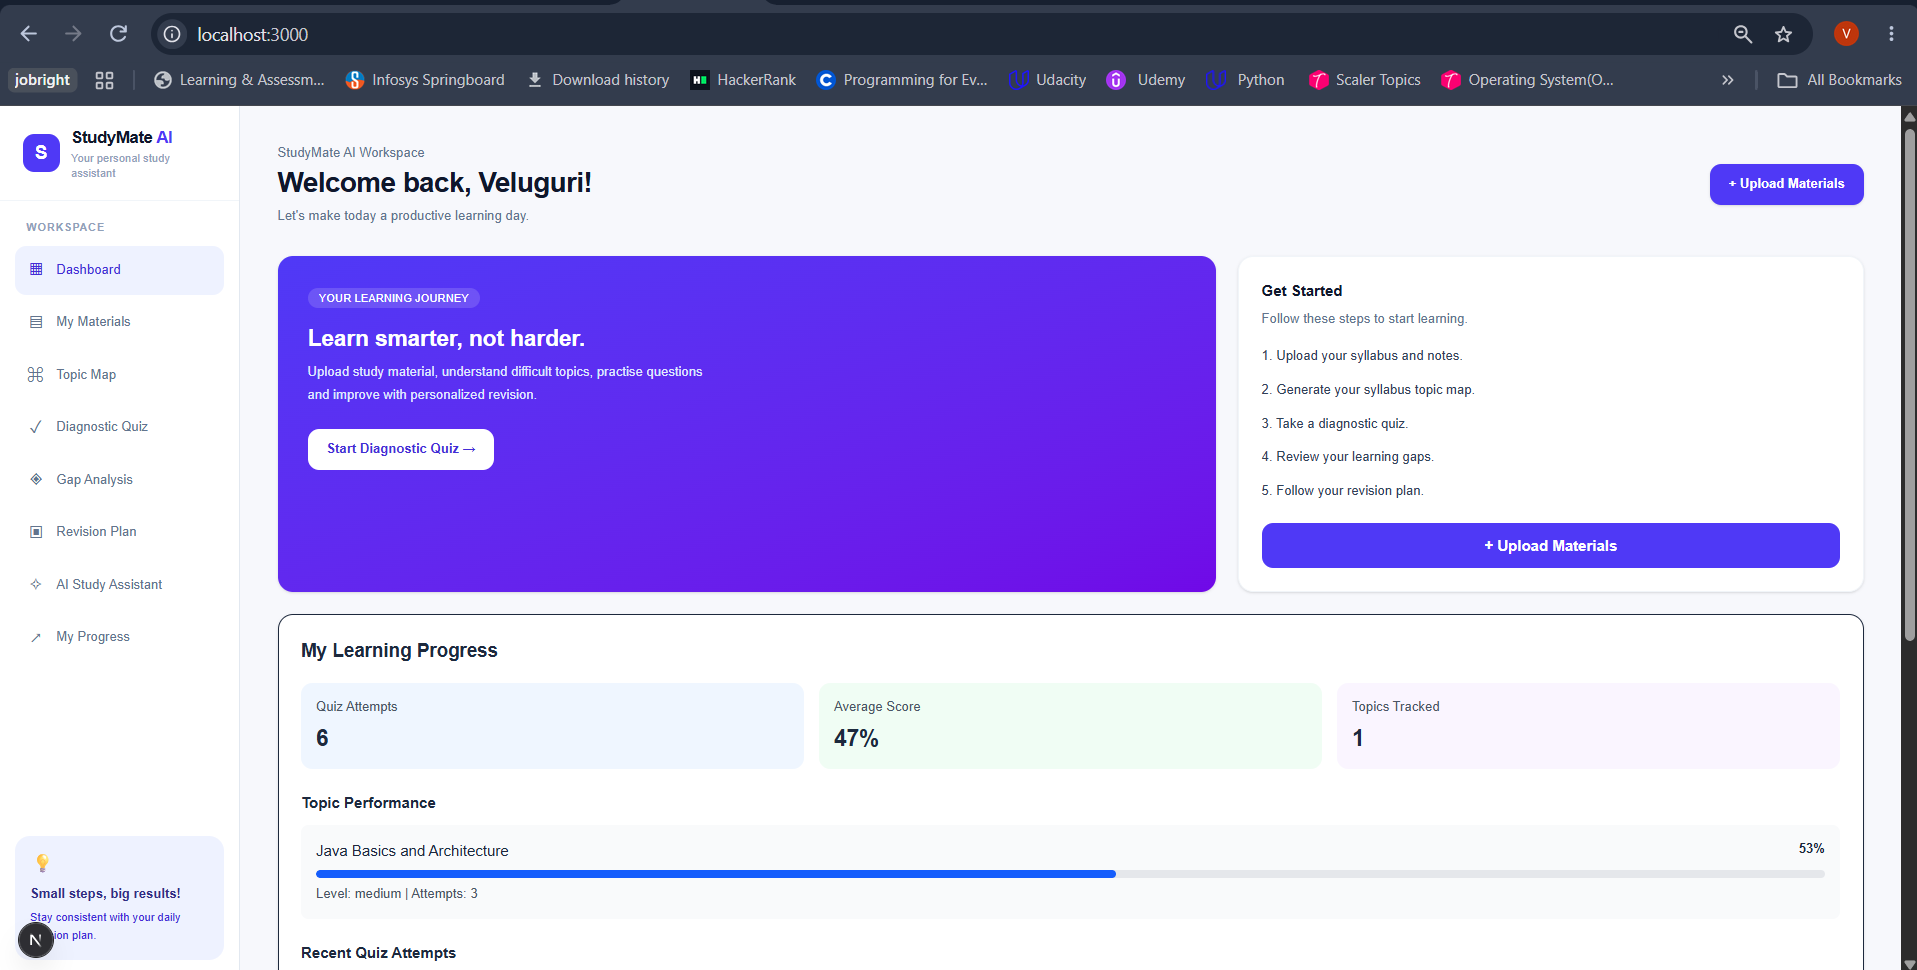 localhost:3000
V
jobright
Learning & Assessm...
Infosys Springboard
Download history
HackerRank
Programming for Ev...
Udacity
Udemy
Python
Scaler Topics
Operating System(O...
All Bookmarks
S
StudyMate AI
Your personal study
assistant
WORKSPACE
Dashboard
My Materials
Topic Map
Diagnostic Quiz
Gap Analysis
Revision Plan
AI Study Assistant
My Progress
💡
Small steps, big results!
Stay consistent with your daily
ion plan.
N
StudyMate AI Workspace
Welcome back, Veluguri!
Let's make today a productive learning day.
+ Upload Materials
YOUR LEARNING JOURNEY
Learn smarter, not harder.
Upload study material, understand difficult topics, practise questions
and improve with personalized revision.
Start Diagnostic Quiz →
Get Started
Follow these steps to start learning.
1. Upload your syllabus and notes.
2. Generate your syllabus topic map.
3. Take a diagnostic quiz.
4. Review your learning gaps.
5. Follow your revision plan.
+ Upload Materials
My Learning Progress
Quiz Attempts
6
Average Score
47%
Topics Tracked
1
Topic Performance
Java Basics and Architecture
53%
Level: medium | Attempts: 3
Recent Quiz Attempts